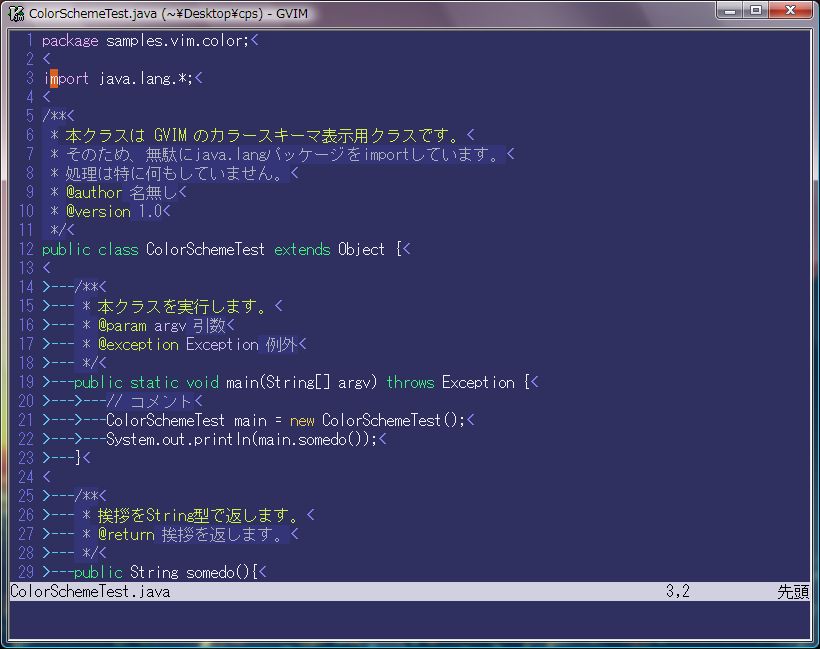 ColorSchemeTest.java (~¥Desktop¥cps) - GVIM
1 package samples.vim.color;<
2 <
3 import java.lang.*;<
4 <
5 /**<
6  * 本クラスは GVIM のカラースキーマ表示用クラスです。<
7  * そのため、無駄にjava.langパッケージをimportしています。<
8  * 処理は特に何もしていません。<
9  * @author 名無し<
10  * @version 1.0<
11  */<
12 public class ColorSchemeTest extends Object {<
13 <
14 >---/**<
15 >--- * 本クラスを実行します。<
16 >--- * @param argv 引数<
17 >--- * @exception Exception 例外<
18 >--- */<
19 >---public static void main(String[] argv) throws Exception {<
20 >--->---// コメント<
21 >--->---ColorSchemeTest main = new ColorSchemeTest();<
22 >--->---System.out.println(main.somedo());<
23 >---}<
24 <
25 >---/**<
26 >--- * 挨拶をString型で返します。<
27 >--- * @return 挨拶を返します。<
28 >--- */<
29 >---public String somedo(){<
ColorSchemeTest.java 3,2 先頭